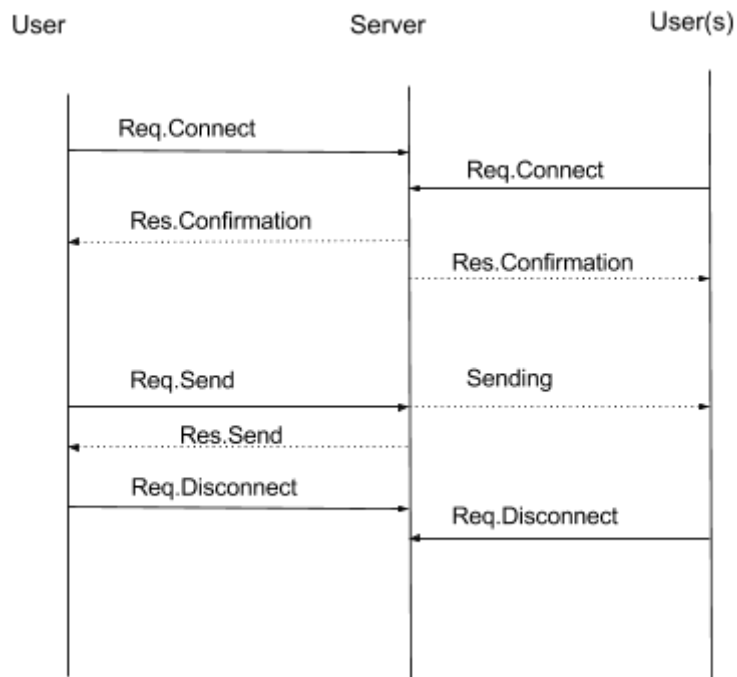 User
Server
User(s)
Req.Connect
Req.Connect
Res.Confirmation
Res.Confirmation
Req.Send
Sending
Res.Send
Req.Disconnect
Req.Disconnect